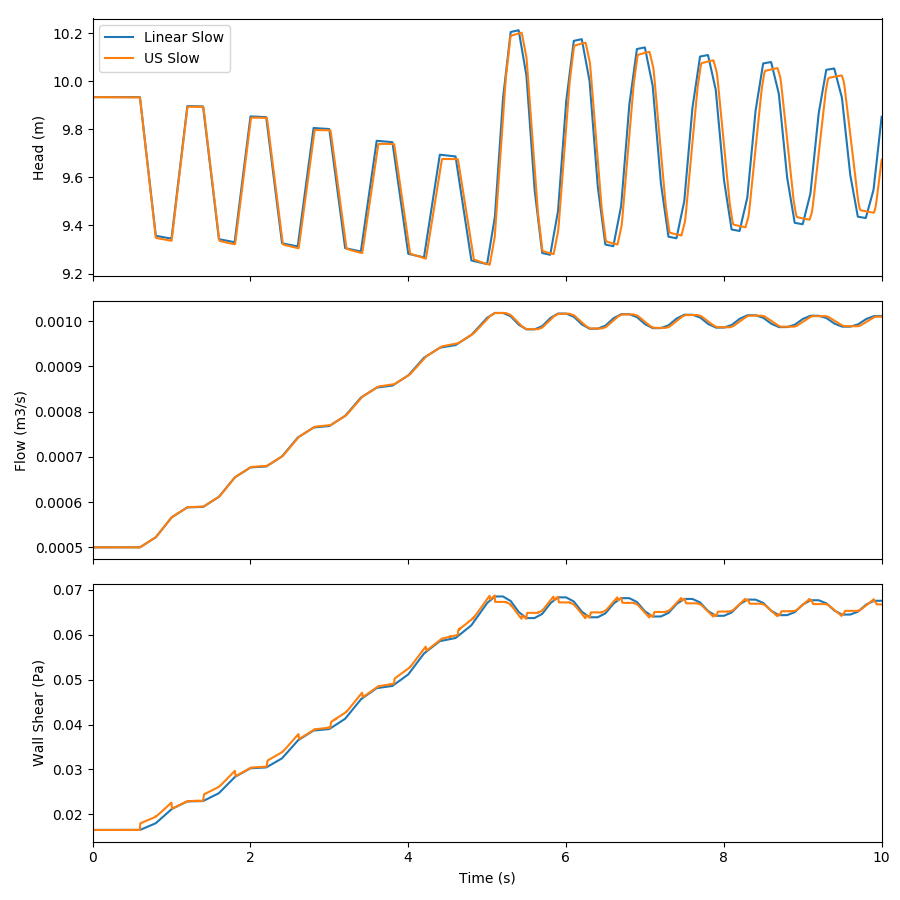 Linear Slow
US Slow
Head (m)
10.2
10.0
9.8
9.6
9.4
9.2
Flow (m3/s)
0.0010
0.0009
0.0008
0.0007
0.0006
0.0005
Wall Shear (Pa)
0.07
0.06
0.05
0.04
0.03
0.02
0 2 4 6 8 10
Time (s)